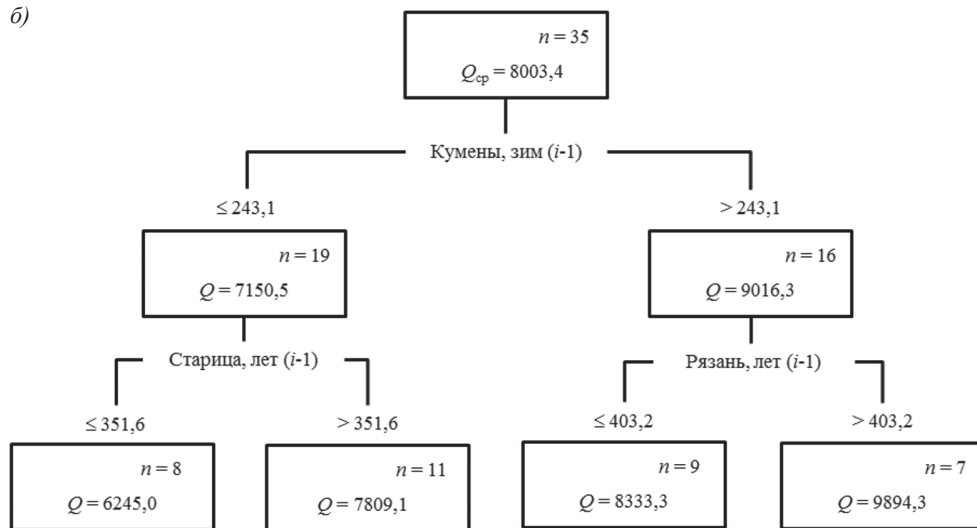 б)
n = 35
Qср = 8003,4
Кумены, зим (i-1)
≤ 243,1
> 243,1
n = 19
Q = 7150,5
n = 16
Q = 9016,3
Старица, лет (i-1)
Рязань, лет (i-1)
≤ 351,6
> 351,6
≤ 403,2
> 403,2
n = 8
Q = 6245,0
n = 11
Q = 7809,1
n = 9
Q = 8333,3
n = 7
Q = 9894,3